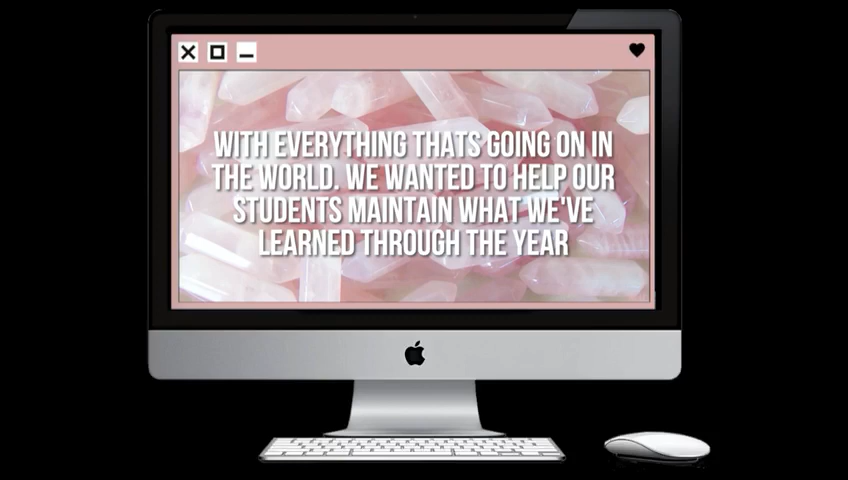 WITH EVERYTHING THATS GOING ON IN
THE WORLD. WE WANTED TO HELP OUR
STUDENTS MAINTAIN WHAT WE'VE
LEARNED THROUGH THE YEAR